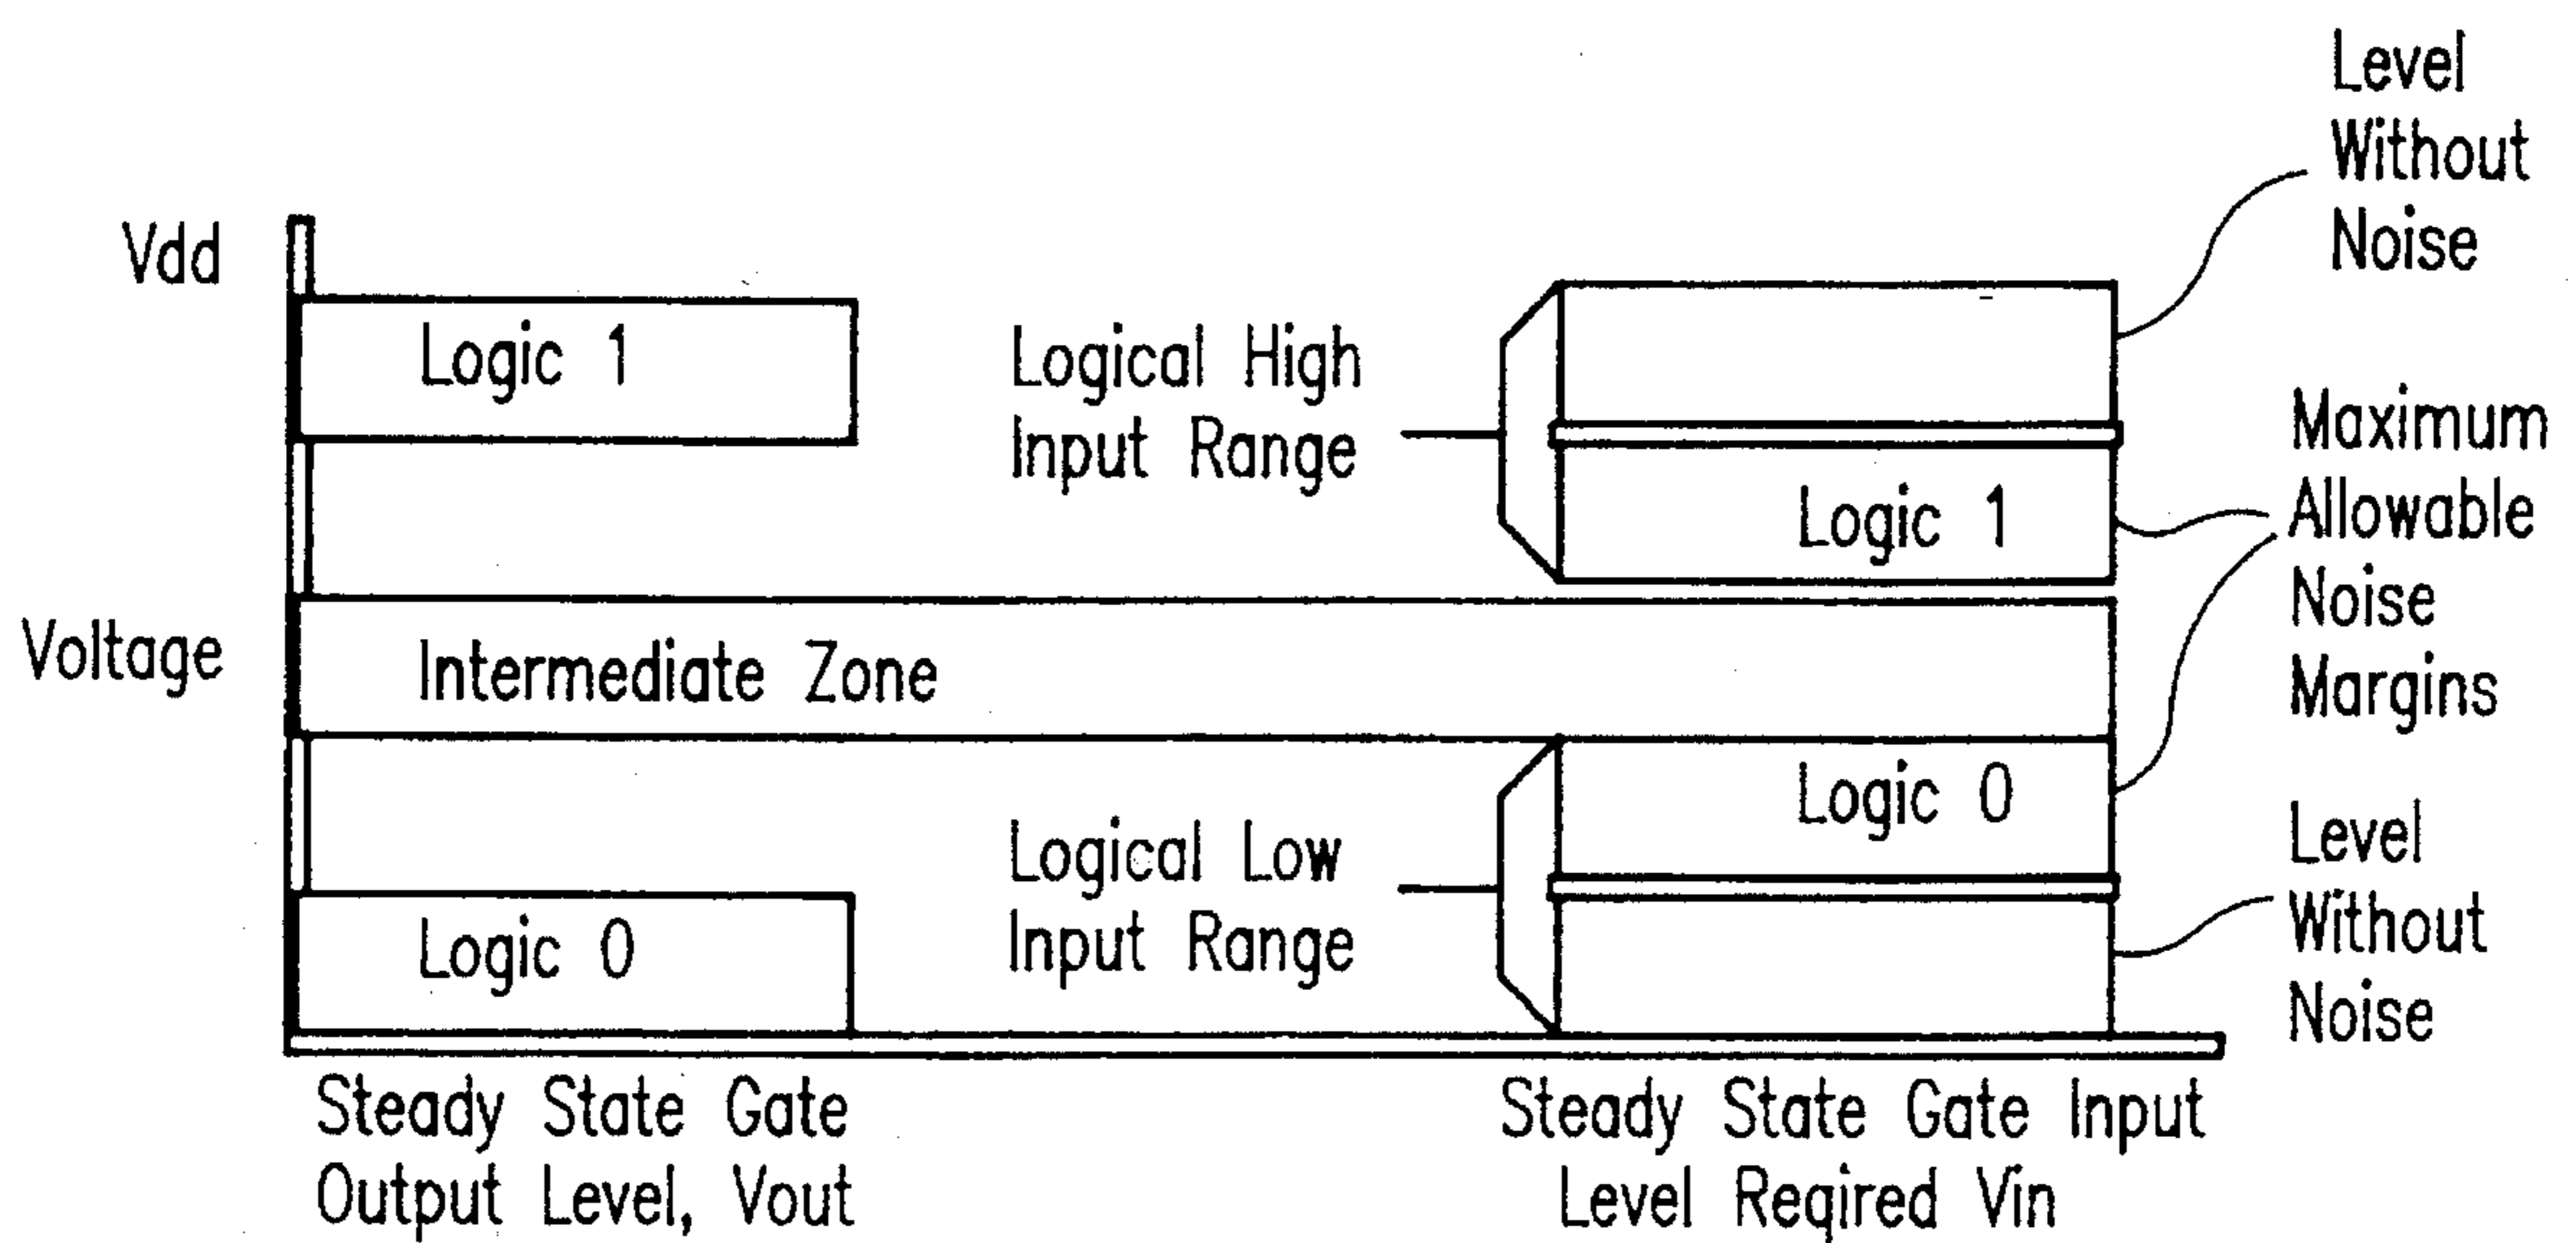 Level
Without
Noise
Vdd
Logic 1
Logical High
Input Range
Logic 1
Maximum
Allowable
Noise
Margins
Voltage
Intermediate Zone
Logic 0
Logical Low
Input Range
Logic 0
Level
Without
Noise
Steady State Gate
Output Level, Vout
Steady State Gate Input
Level Reqired Vin